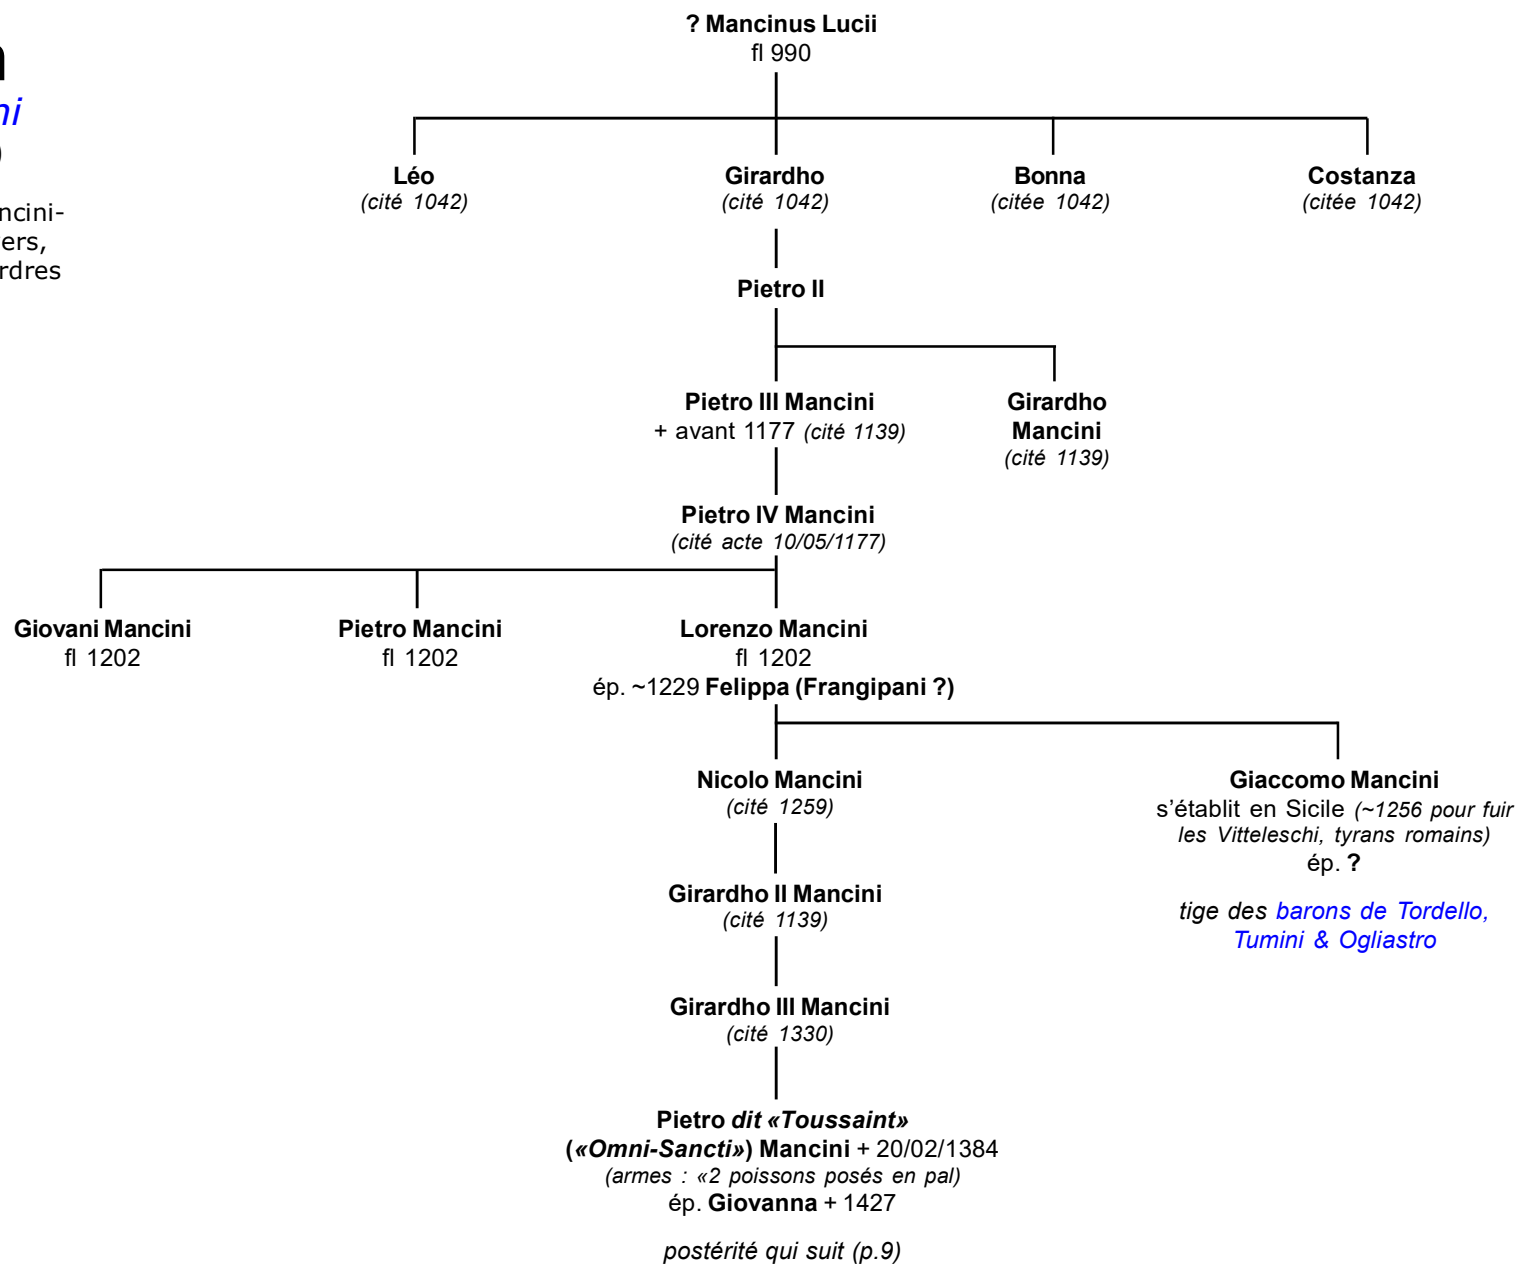 ? Mancinus Lucii
fl 990
Léo
(cité 1042)
Girardho
(cité 1042)
Bonna
(citée 1042)
Costanza
(citée 1042)
Pietro II
Pietro III Mancini
+ avant 1177 (cité 1139)
Girardho
Mancini
(cité 1139)
Pietro IV Mancini
(cité acte 10/05/1177)
Giovani Mancini
fl 1202
Pietro Mancini
fl 1202
Lorenzo Mancini
fl 1202
ép. ~1229 Felippa (Frangipani ?)
Nicolo Mancini
(cité 1259)
Giaccomo Mancini
s'établit en Sicile (~1256 pour fuir
les Vitteleschi, tyrans romains)
ép. ?
tige des barons de Tordello,
Tumini & Ogliastro
Girardho II Mancini
(cité 1139)
Girardho III Mancini
(cité 1330)
Pietro dit «Toussaint»
(«Omni-Sancti») Mancini + 20/02/1384
(armes : «2 poissons posés en pal)
ép. Giovanna + 1427
postérité qui suit (p.9)